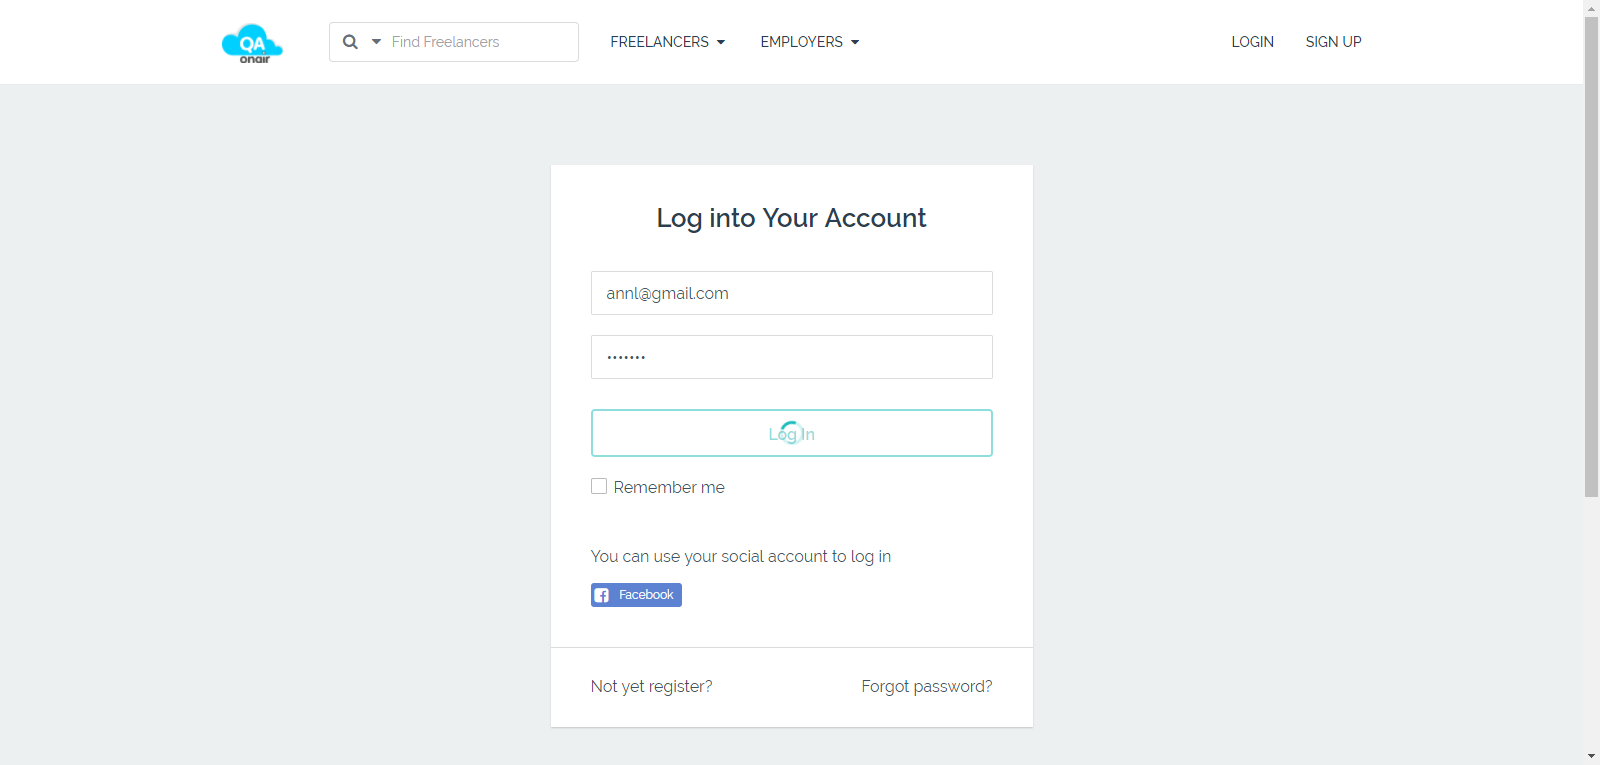 QA
onair
Find Freelancers
FREELANCERS
EMPLOYERS
LOGIN
SIGN UP
Log into Your Account
annl@gmail.com
•••••••
Log In
Remember me
You can use your social account to log in
Facebook
Not yet register?
Forgot password?